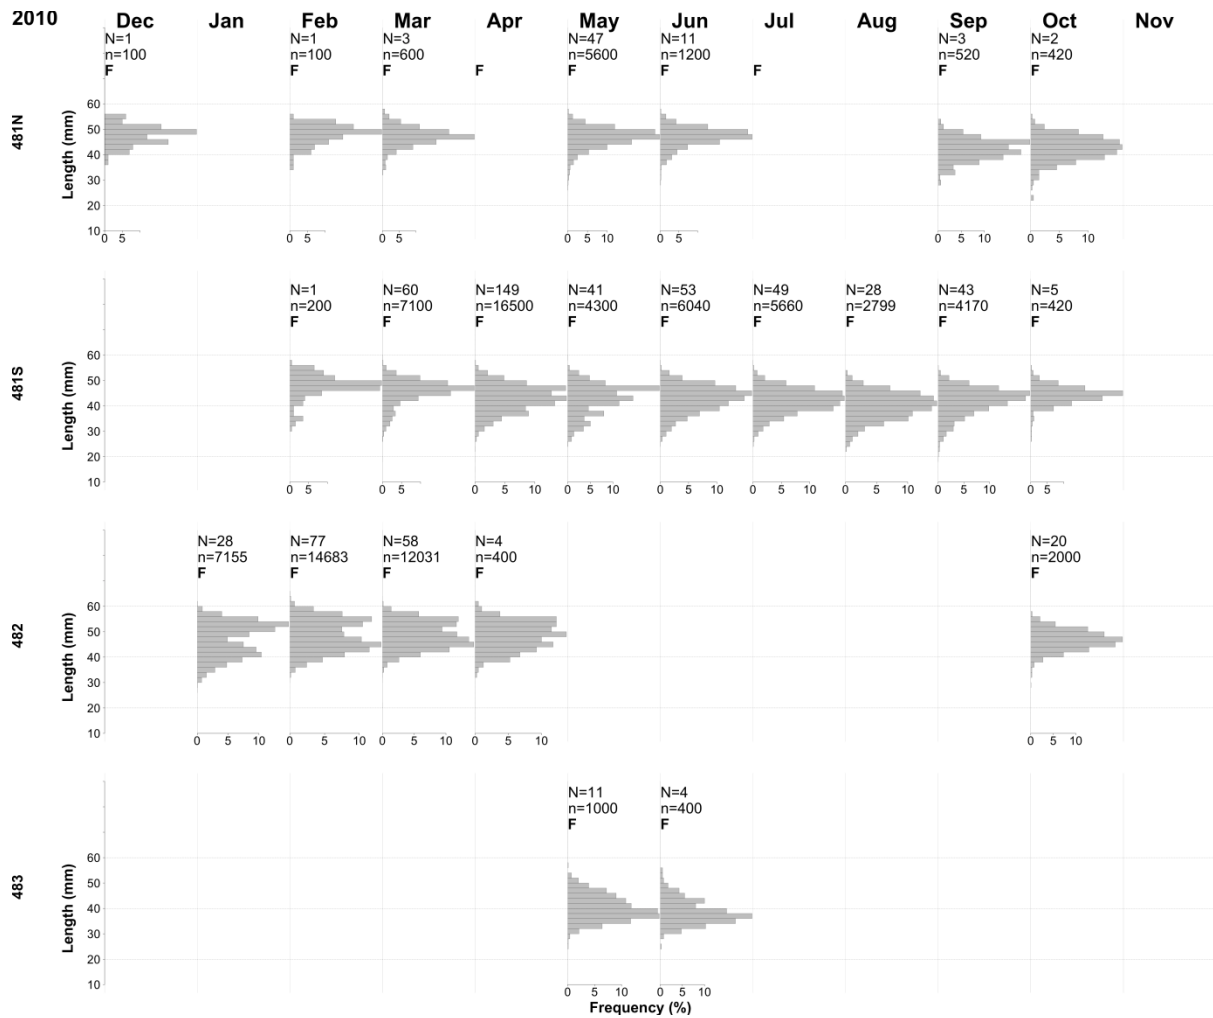 2010 Dec Jan Feb Mar Apr May Jun Jul Aug Sep Oct Nov
N=1 N=1 N=3 N=47 N=11 N=3 N=2
n=100 n=100 n=600 n=5600 n=1200 n=520 n=420
F F F F F F F F F
481N
Length (mm)
60
50
40
30
20
10
0 5 0 5 0 5 0 5 10 0 5 0 5 10 0 5 10
N=1 N=60 N=149 N=41 N=53 N=49 N=28 N=43 N=5
n=200 n=7100 n=16500 n=4300 n=6040 n=5660 n=2799 n=4170 n=420
F F F F F F F F F
481S
Length (mm)
60
50
40
30
20
10
0 5 0 5 0 5 10 0 5 10 0 5 10 0 5 10 0 5 10 0 5 10 0 5
N=28 N=77 N=58 N=4 N=20
n=7155 n=14683 n=12031 n=400 n=2000
F F F F F
482
Length (mm)
60
50
40
30
20
10
0 5 10 0 5 10 0 5 10 0 5 10 0 5 10
N=11 N=4
n=1000 n=400
F F
483
Length (mm)
60
50
40
30
20
10
0 5 10 0 5 10
Frequency (%)